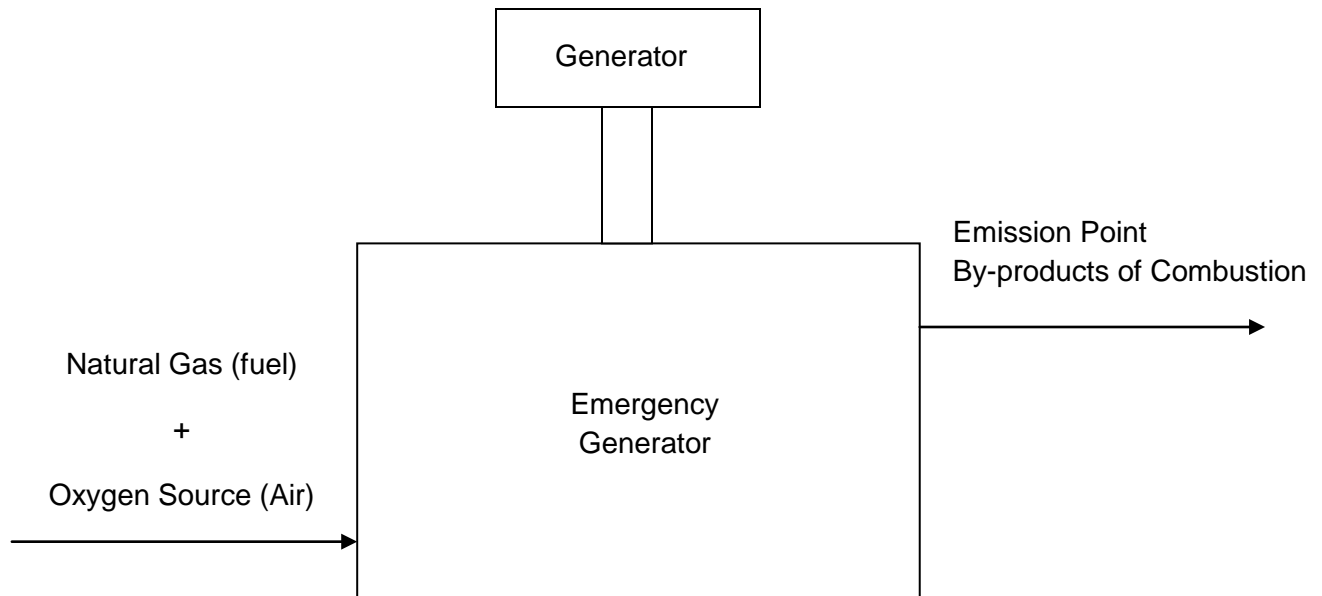 Generator
Emission Point
By-products of Combustion
Natural Gas (fuel)
+
Oxygen Source (Air)
Emergency
Generator